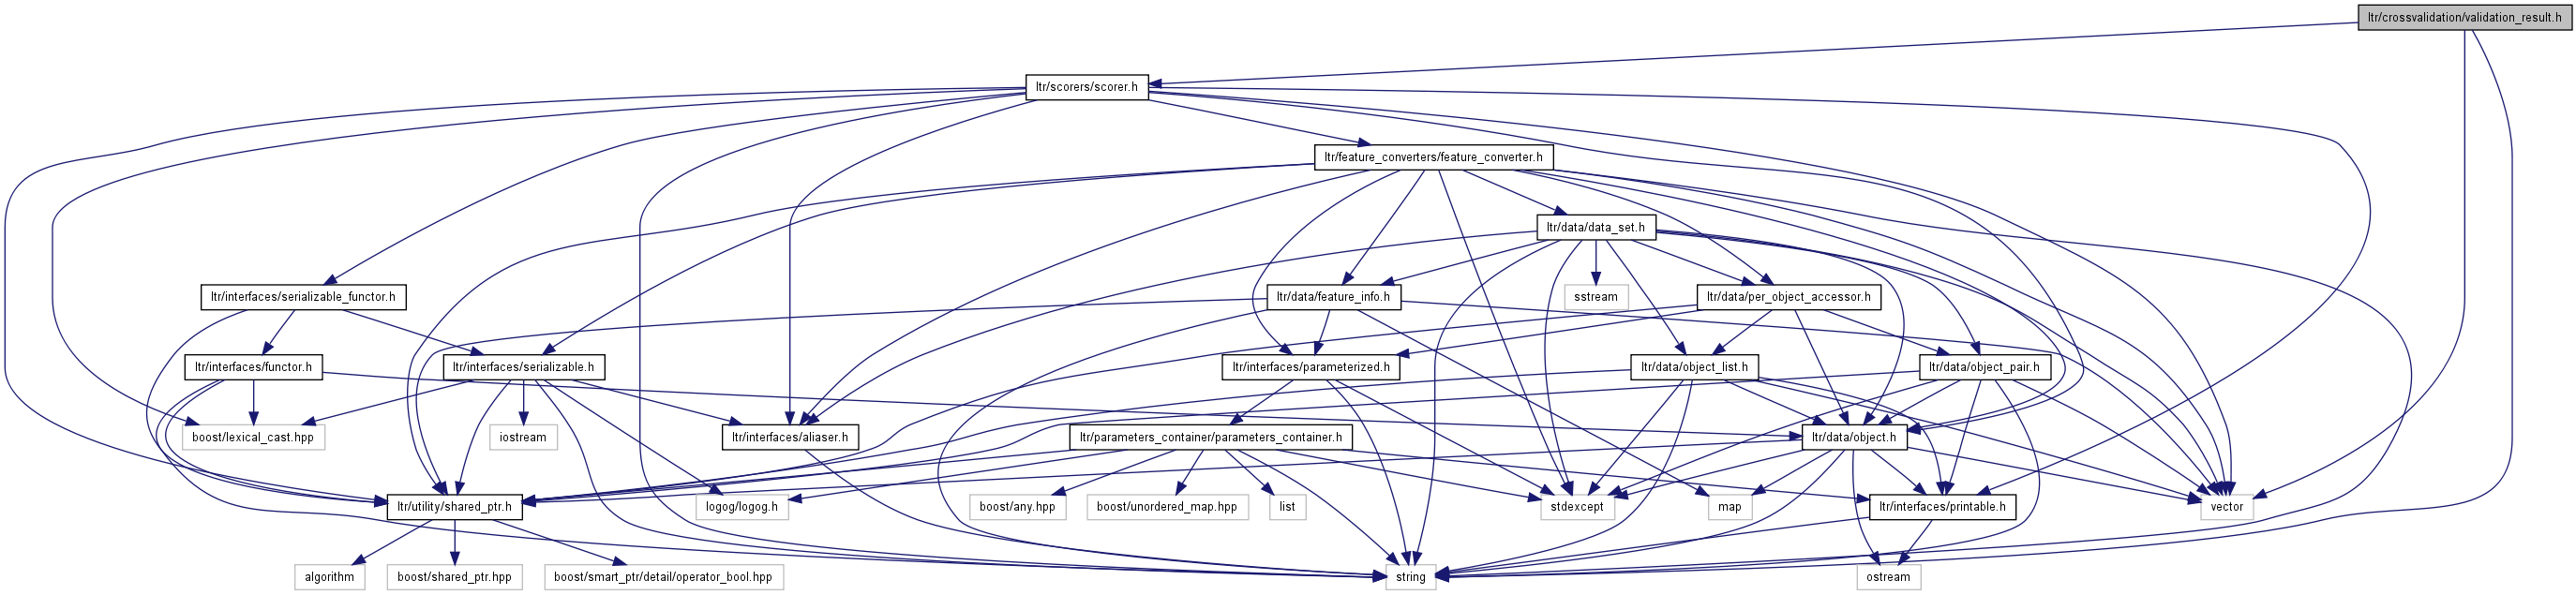 ltr/crossvalidation/validation_result.h
ltr/scorers/scorer.h
ltr/feature_converters/feature_converter.h
ltr/data/data_set.h
ltr/interfaces/serializable_functor.h
ltr/data/feature_info.h
sstream
ltr/data/per_object_accessor.h
ltr/interfaces/functor.h
ltr/interfaces/serializable.h
ltr/interfaces/parameterized.h
ltr/data/object_list.h
ltr/data/object_pair.h
boost/lexical_cast.hpp
iostream
ltr/interfaces/aliaser.h
ltr/parameters_container/parameters_container.h
ltr/data/object.h
ltr/utility/shared_ptr.h
logog/logog.h
boost/any.hpp
boost/unordered_map.hpp
list
stdexcept
map
ltr/interfaces/printable.h
vector
algorithm
boost/shared_ptr.hpp
boost/smart_ptr/detail/operator_bool.hpp
string
ostream